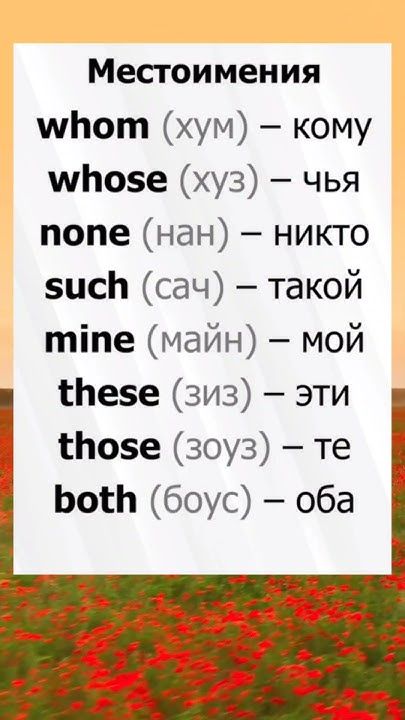 Местоимения
whom (хум) – кому
whose (хуз) – чья
none (нан) – никто
such (сач) – такой
mine (майн) – мой
these (зиз) – эти
those (зоуз) – те
both (боус) – оба